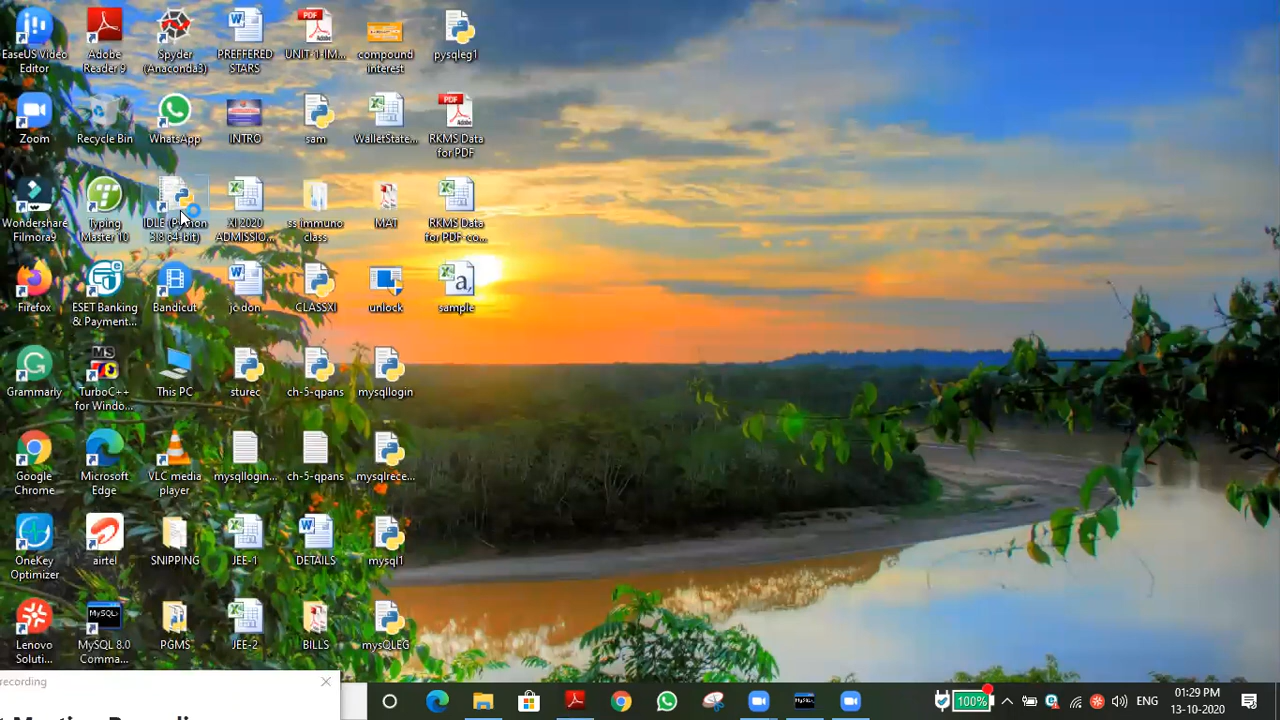 EaseUS Video
Editor
Adobe
Reader 9
Spyder
(Anaconda3)
PREFFERED
STARS
PDF
UNIT-1-IM...
compound
interest
pysqleg1
Zoom
Recycle Bin
WhatsApp
INTRO
sam
WalletState...
PDF
RKMS Data
for PDF
Wondershare
Filmora9
Typing
Master 10
IDLE (Python
3.8 64-bit)
XI 2020
ADMISSIO...
ss immuno
class
MAT
RKMS Data
for PDF-co...
Firefox
ESET Banking
& Payment...
Bandicut
jo don
CLASSXI
unlock
a,
sample
Grammarly
MS
TurboC++
for Windo...
This PC
sturec
ch-5-qpans
mysqllogin
Google
Chrome
Microsoft
Edge
VLC media
player
mysqllogin...
ch-5-qpans
mysqlrece...
OneKey
Optimizer
airtel
SNIPPING
JEE-1
DETAILS
mysql1
Lenovo
Soluti...
MySQL
MySQL 8.0
Comma...
PGMS
JEE-2
BILLS
mysQLEG
recording
100%
ENG
01:29 PM
13-10-2020